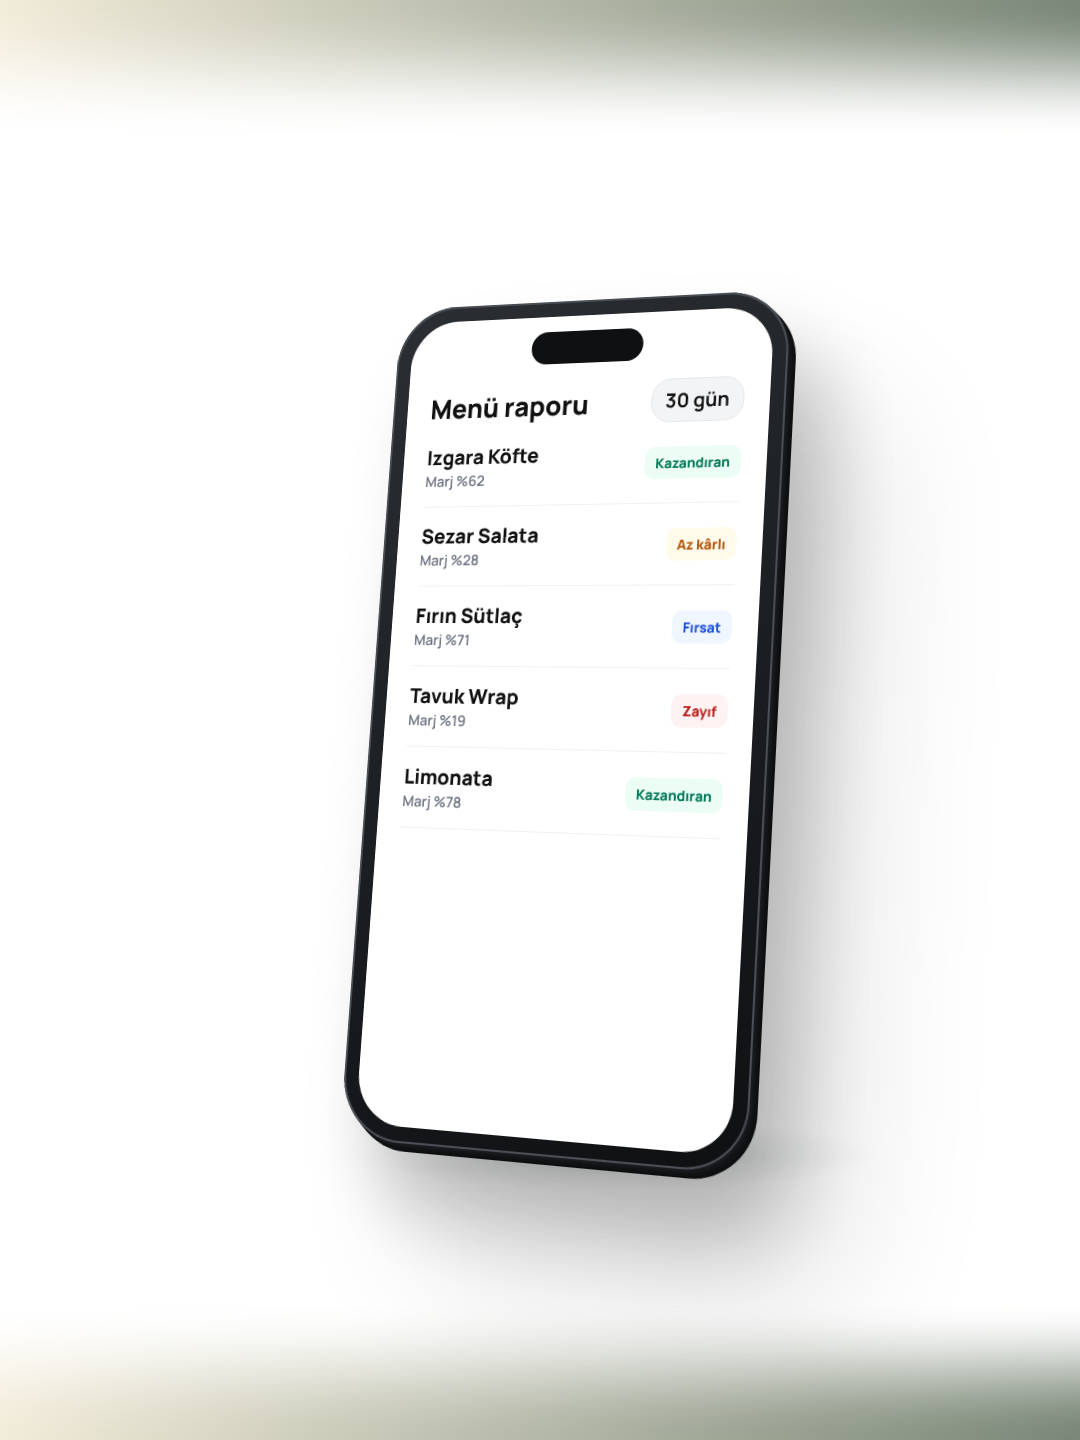 Menü raporu
30 gün
Izgara Köfte
Marj %62
Kazandıran
Sezar Salata
Marj %28
Az kârlı
Fırın Sütlaç
Marj %71
Fırsat
Tavuk Wrap
Marj %19
Zayıf
Limonata
Marj %78
Kazandıran